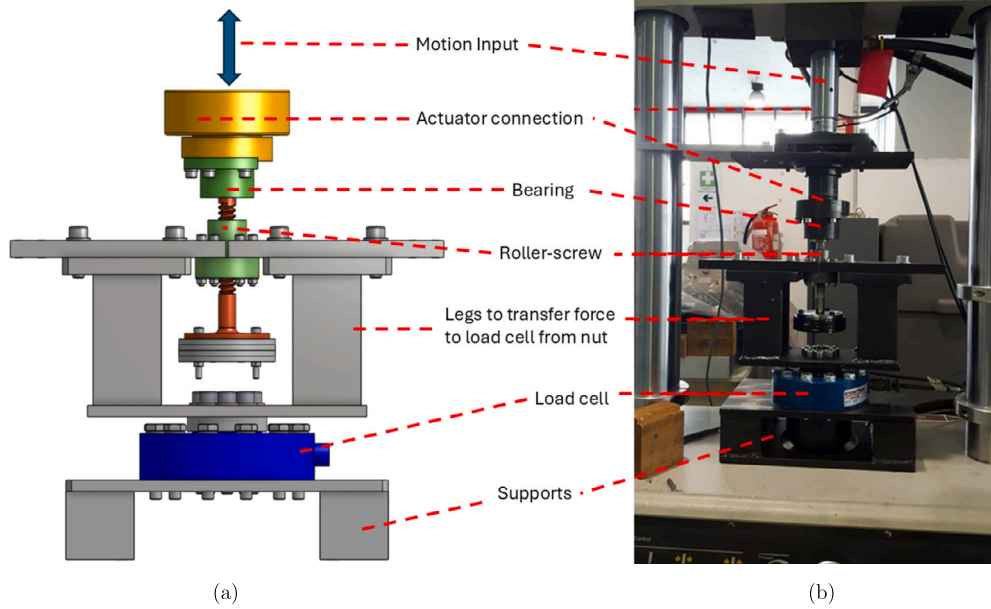 Motion Input
Actuator connection
Bearing
Roller-screw
Legs to transfer force
to load cell from nut
Load cell
Supports
(a)
(b)